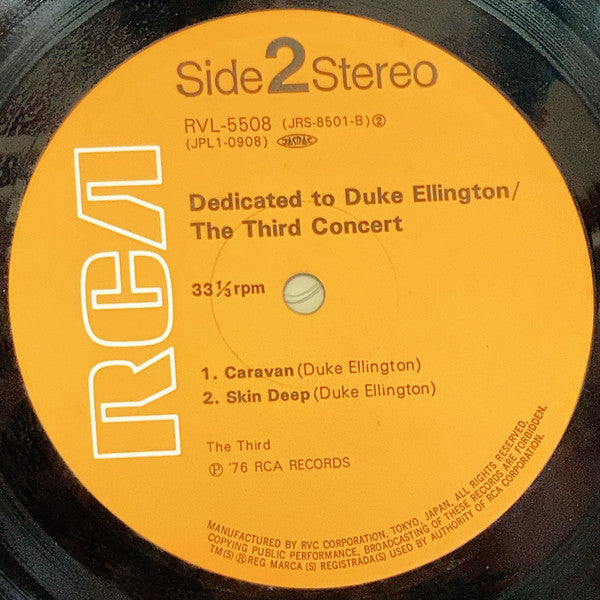 Side 2 Stereo
RVL-5508 (JRS-8501-B)②
(JPL1-0908) JASRAC
RCA
Dedicated to Duke Ellington/
The Third Concert
33⅓rpm
1. Caravan (Duke Ellington)
2. Skin Deep (Duke Ellington)
The Third
Ⓟ '76 RCA RECORDS
MANUFACTURED BY RVC CORPORATION, TOKYO, JAPAN, ALL RIGHTS RESERVED,
COPYING PUBLIC PERFORMANCE, BROADCASTING OF THESE RECORDS ARE FORBIDDEN.
TM(S) ® REG MARCA (S) REGISTRADA(S) USED BY AUTHORITY OF RCA CORPORATION.